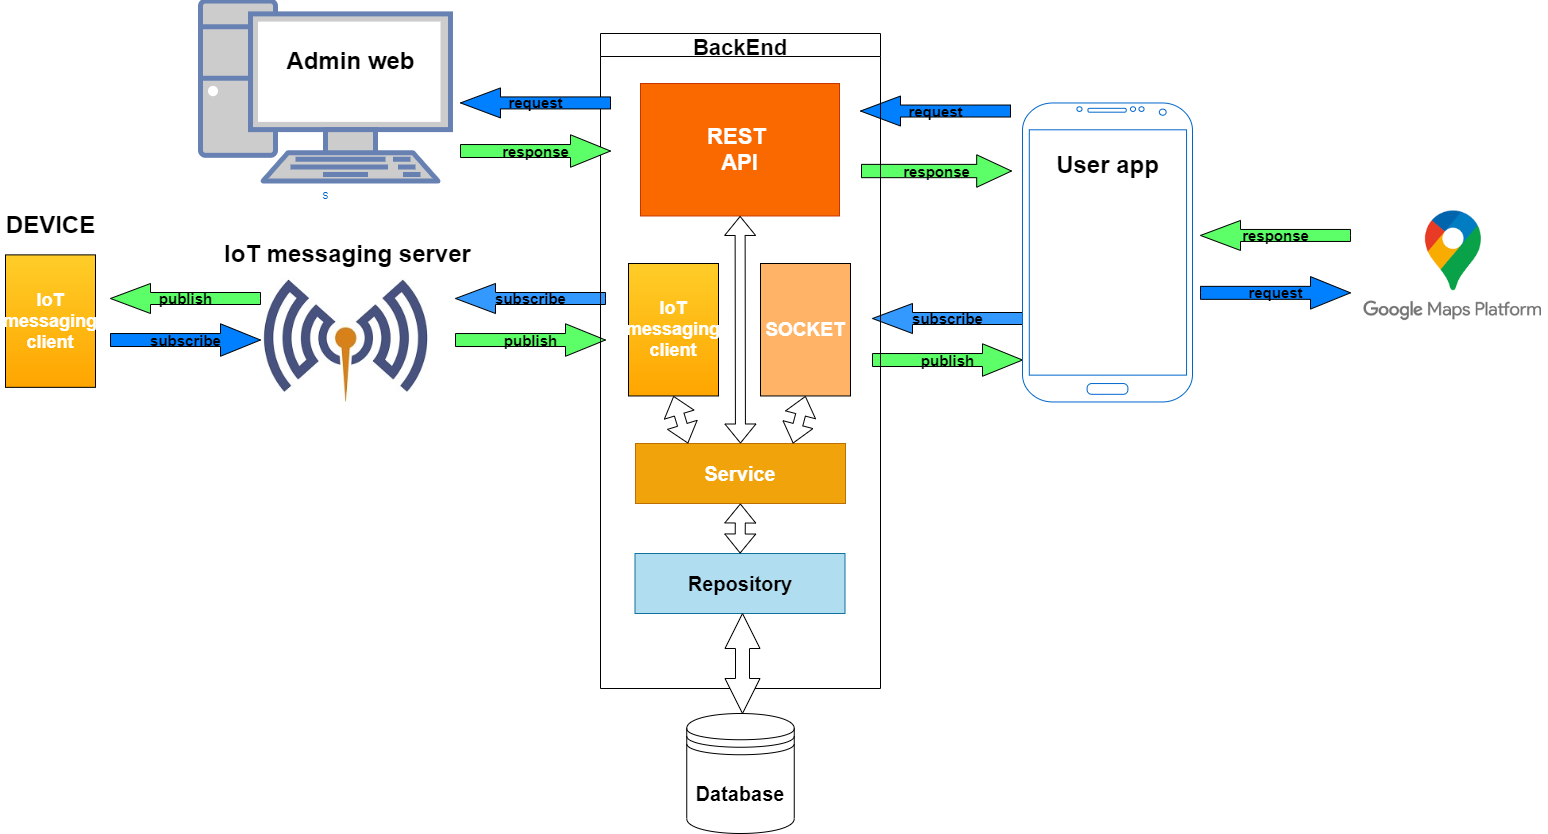 Admin web
BackEnd
request
response
s
REST
API
request
response
User app
DEVICE
IoT messaging server
IoT
messaging
client
publish
subscribe
subscribe
publish
IoT
messaging
client
SOCKET
subscribe
publish
response
request
Google Maps Platform
Service
Repository
Database